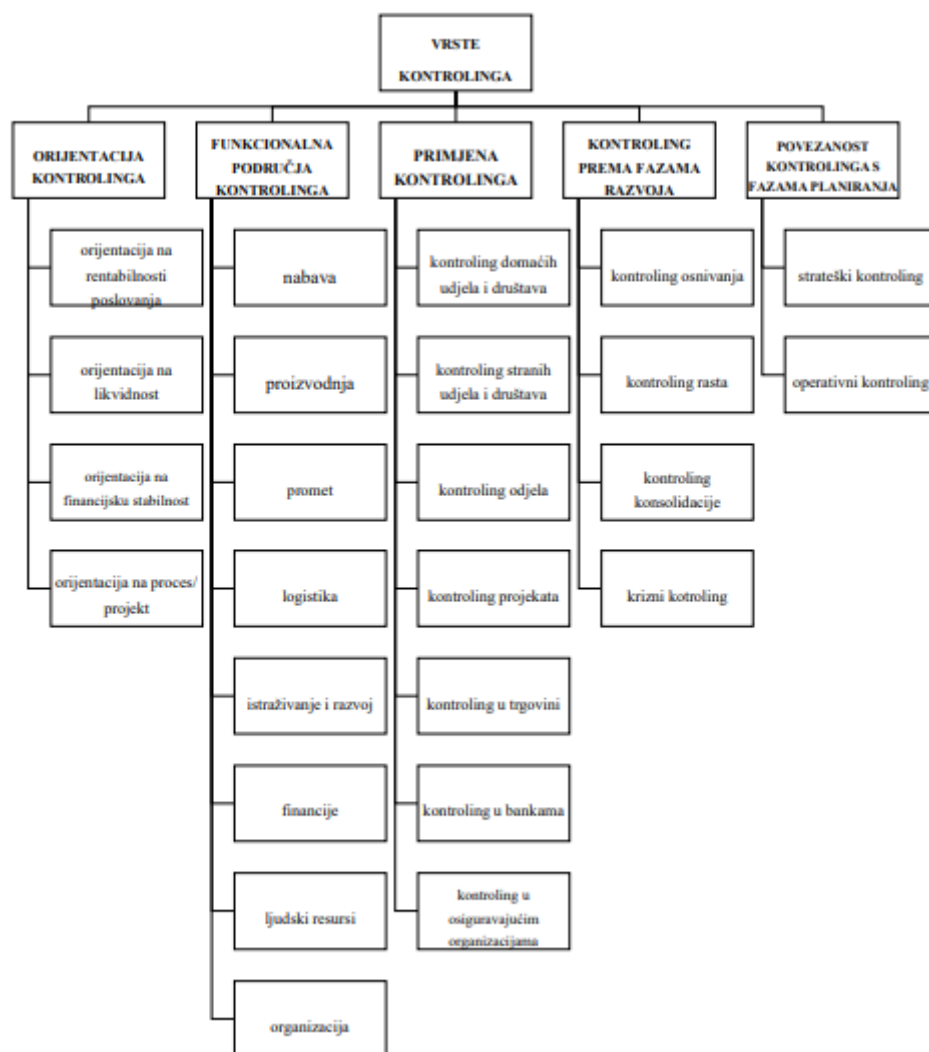 VRSTE
KONTROLINGA
ORIJENTACIJA
KONTROLINGA
orijentacija na
rentabilnosti
poslovanja
orijentacija na
likvidnost
orijentacija na
financijsku stabilnost
orijentacija na proces/
projekt
FUNKCIONALNA
PODRUČJA
KONTROLINGA
nabava
proizvodnja
promet
logistika
istraživanje i razvoj
financije
ljudski resursi
organizacija
PRIMJENA
KONTROLINGA
kontroling domaćih
udjela i društava
kontroling stranih
udjela i društava
kontroling odjela
kontroling projekata
kontroling u trgovini
kontroling u bankama
kontroling u
osiguravajućim
organizacijama
KONTROLING
PREMA FAZAMA
RAZVOJA
kontroling osnivanja
kontroling rasta
kontroling
konsolidacije
krizni kotroling
POVEZANOST
KONTROLINGA S
FAZAMA PLANIRANJA
strateški kontroling
operativni kontroling